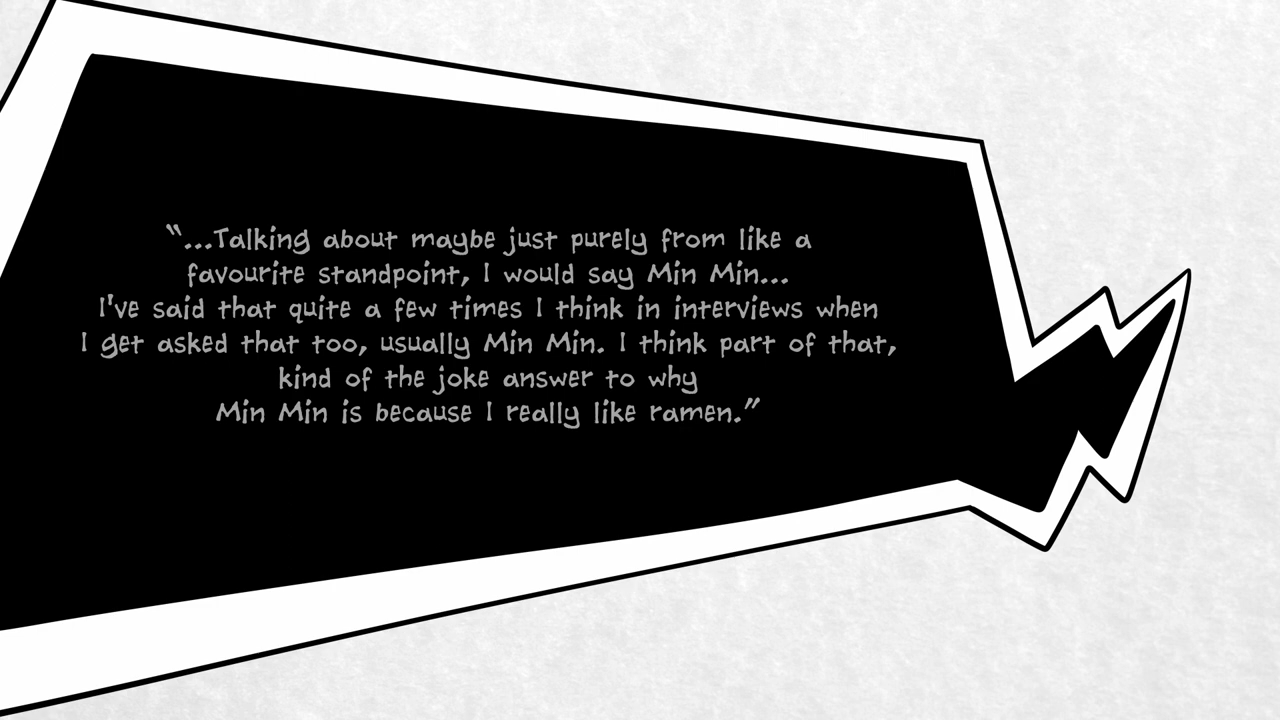 “...Talking about maybe just purely from like a
favourite standpoint, I would say Min Min...
I've said that quite a few times I think in interviews when
I get asked that too, usually Min Min. I think part of that,
kind of the joke answer to why
Min Min is because I really like ramen.”